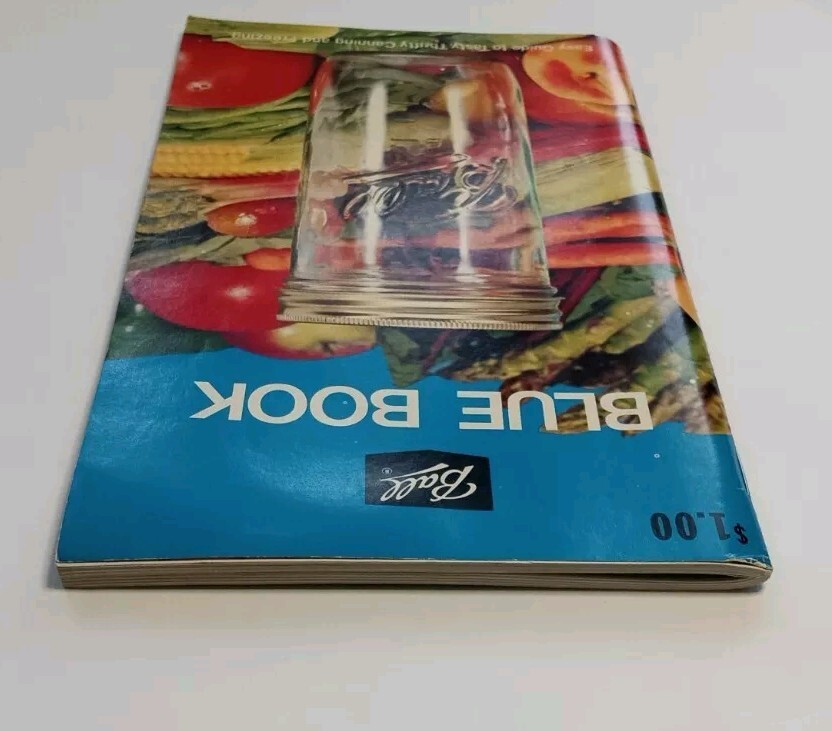 $1.00
Ball®
BLUE BOOK
Ball
Easy Guide to Tasty Thrifty Canning and Freezing